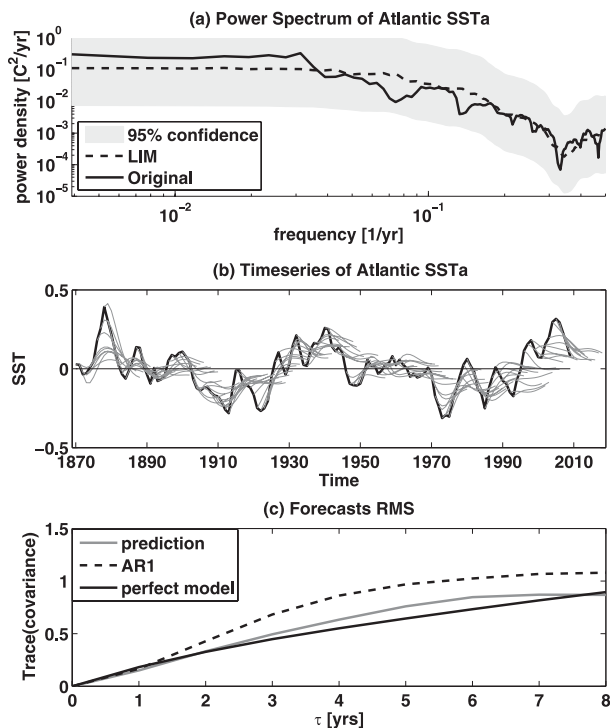 (a) Power Spectrum of Atlantic SSTa
power density [C²/yr]
10⁰
10⁻¹
10⁻²
10⁻³
10⁻⁴
10⁻⁵
95% confidence
LIM
Original
10⁻² 10⁻¹
frequency [1/yr]
(b) Timeseries of Atlantic SSTa
SST
0.5
0
−0.5
1870 1890 1910 1930 1950 1970 1990 2010
Time
(c) Forecasts RMS
Trace(covariance)
1.5
1
0.5
0
prediction
AR1
perfect model
0 1 2 3 4 5 6 7 8
τ [yrs]